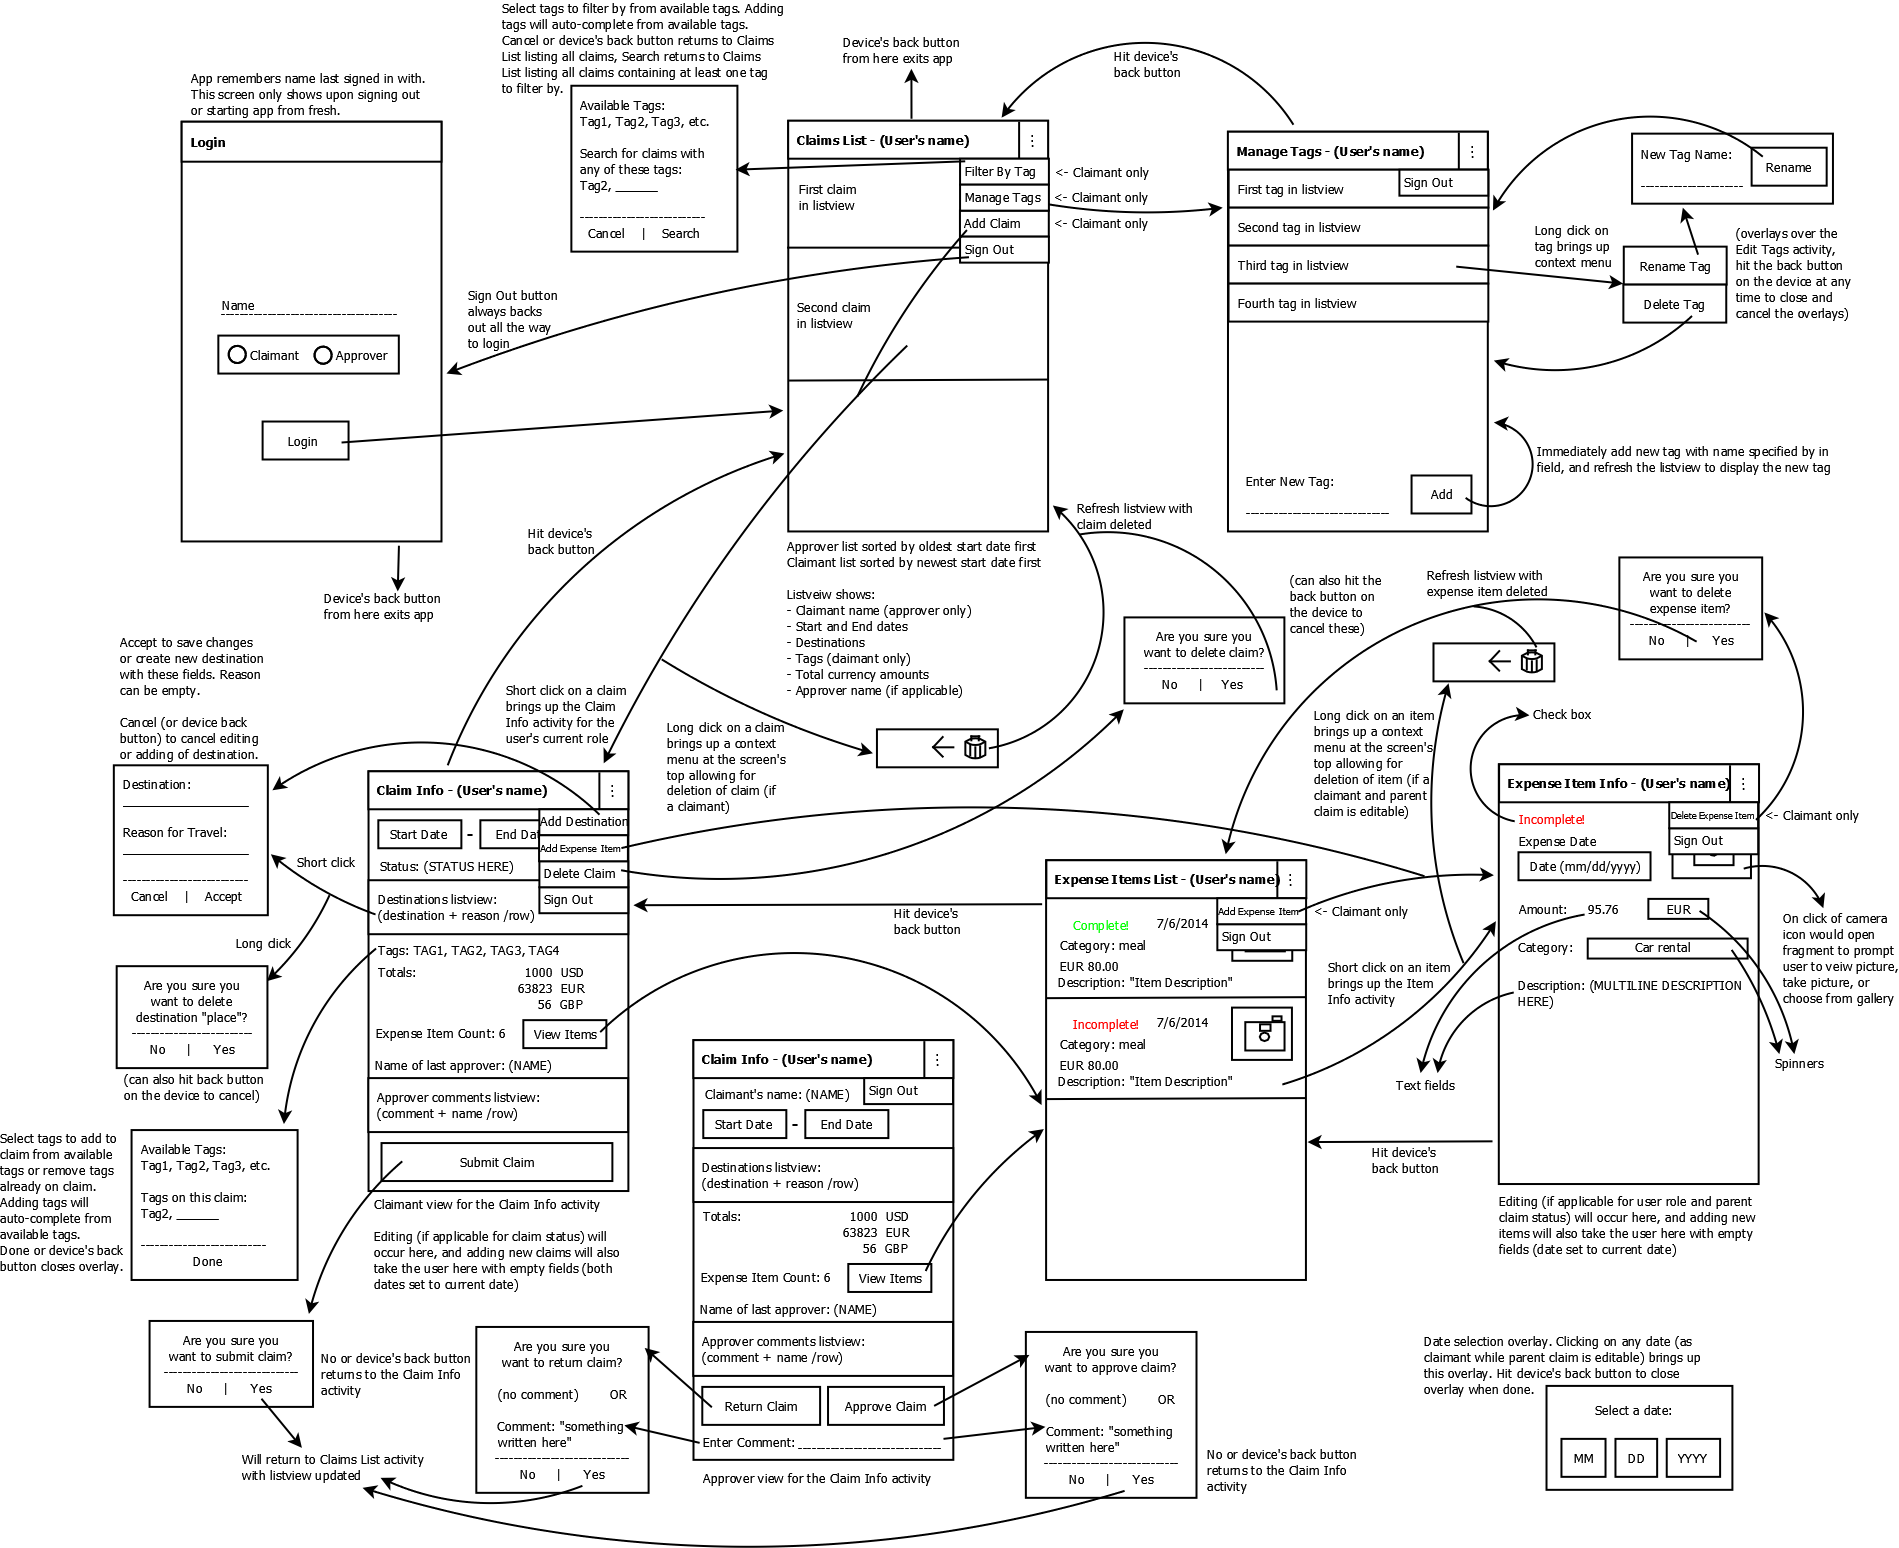 Select tags to filter by from available tags. Adding
tags will auto-complete from available tags.
Cancel or device's back button returns to Claims
List listing all claims, Search returns to Claims
List listing all claims containing at least one tag
to filter by.
Available Tags:
Tag1, Tag2, Tag3, etc.
Search for claims with
any of these tags:
Tag2, ______
Cancel | Search
App remembers name last signed in with.
This screen only shows upon signing out
or starting app from fresh.
Login
Name
Claimant
Approver
Login
Device's back button
from here exits app
Sign Out button
always backs
out all the way
to login
Device's back button
from here exits app
Claims List - (User's name)
Filter By Tag
Manage Tags
Add Claim
Sign Out
<- Claimant only
<- Claimant only
<- Claimant only
First claim
in listview
Second claim
in listview
Approver list sorted by oldest start date first
Claimant list sorted by newest start date first
Listveiw shows:
- Claimant name (approver only)
- Start and End dates
- Destinations
- Tags (claimant only)
- Total currency amounts
- Approver name (if applicable)
Hit device's
back button
Manage Tags - (User's name)
Sign Out
First tag in listview
Second tag in listview
Third tag in listview
Fourth tag in listview
Enter New Tag:
Add
New Tag Name:
Rename
Long click on
tag brings up
context menu
Rename Tag
Delete Tag
(overlays over the
Edit Tags activity,
hit the back button
on the device at any
time to close and
cancel the overlays)
Immediately add new tag with name specified by in
field, and refresh the listview to display the new tag
Hit device's
back button
Refresh listview with
claim deleted
(can also hit the
back button on
the device to
cancel these)
Are you sure you
want to delete claim?
No | Yes
Refresh listview with
expense item deleted
Are you sure you
want to delete
expense item?
No | Yes
Accept to save changes
or create new destination
with these fields. Reason
can be empty.
Cancel (or device back
button) to cancel editing
or adding of destination.
Destination:
Reason for Travel:
Cancel | Accept
Short click on a claim
brings up the Claim
Info activity for the
user's current role
Long click on a claim
brings up a context
menu at the screen's
top allowing for
deletion of claim (if
a claimant)
Long click on an item
brings up a context
menu at the screen's
top allowing for
deletion of item (if a
claimant and parent
claim is editable)
Check box
Claim Info - (User's name)
Add Destination
Add Expense Item
Delete Claim
Sign Out
Start Date - End Dat
Status: (STATUS HERE)
Destinations listview:
(destination + reason /row)
Tags: TAG1, TAG2, TAG3, TAG4
Totals:
1000 USD
63823 EUR
56 GBP
Expense Item Count: 6
View Items
Name of last approver: (NAME)
Approver comments listview:
(comment + name /row)
Submit Claim
Claimant view for the Claim Info activity
Editing (if applicable for claim status) will
occur here, and adding new claims will also
take the user here with empty fields (both
dates set to current date)
Short click
Long click
Are you sure you
want to delete
destination "place"?
No | Yes
(can also hit back button
on the device to cancel)
Select tags to add to
claim from available
tags or remove tags
already on claim.
Adding tags will
auto-complete from
available tags.
Done or device's back
button closes overlay.
Available Tags:
Tag1, Tag2, Tag3, etc.
Tags on this claim:
Tag2, ______
Done
Are you sure you
want to submit claim?
No | Yes
No or device's back button
returns to the Claim Info
activity
Will return to Claims List activity
with listview updated
Are you sure you
want to return claim?
(no comment) OR
Comment: "something
written here"
No | Yes
Claim Info - (User's name)
Sign Out
Claimant's name: (NAME)
Start Date - End Date
Destinations listview:
(destination + reason /row)
Totals:
1000 USD
63823 EUR
56 GBP
Expense Item Count: 6
View Items
Name of last approver: (NAME)
Approver comments listview:
(comment + name /row)
Return Claim
Approve Claim
Enter Comment:
Approver view for the Claim Info activity
Are you sure you
want to approve claim?
(no comment) OR
Comment: "something
written here"
No | Yes
No or device's back button
returns to the Claim Info
activity
Hit device's
back button
Expense Items List - (User's name)
Add Expense Item
Sign Out
<- Claimant only
Complete! 7/6/2014
Category: meal
EUR 80.00
Description: "Item Description"
Incomplete! 7/6/2014
Category: meal
EUR 80.00
Description: "Item Description"
Short click on an item
brings up the Item
Info activity
Text fields
Hit device's
back button
Expense Item Info - (User's name)
Delete Expense Item
Sign Out
<- Claimant only
Incomplete!
Expense Date
Date (mm/dd/yyyy)
Amount: 95.76 EUR
Category: Car rental
Description: (MULTILINE DESCRIPTION
HERE)
On click of camera
icon would open
fragment to prompt
user to veiw picture,
take picture, or
choose from gallery
Spinners
Editing (if applicable for user role and parent
claim status) will occur here, and adding new
items will also take the user here with empty
fields (date set to current date)
Date selection overlay. Clicking on any date (as
claimant while parent claim is editable) brings up
this overlay. Hit device's back button to close
overlay when done.
Select a date:
MM DD YYYY